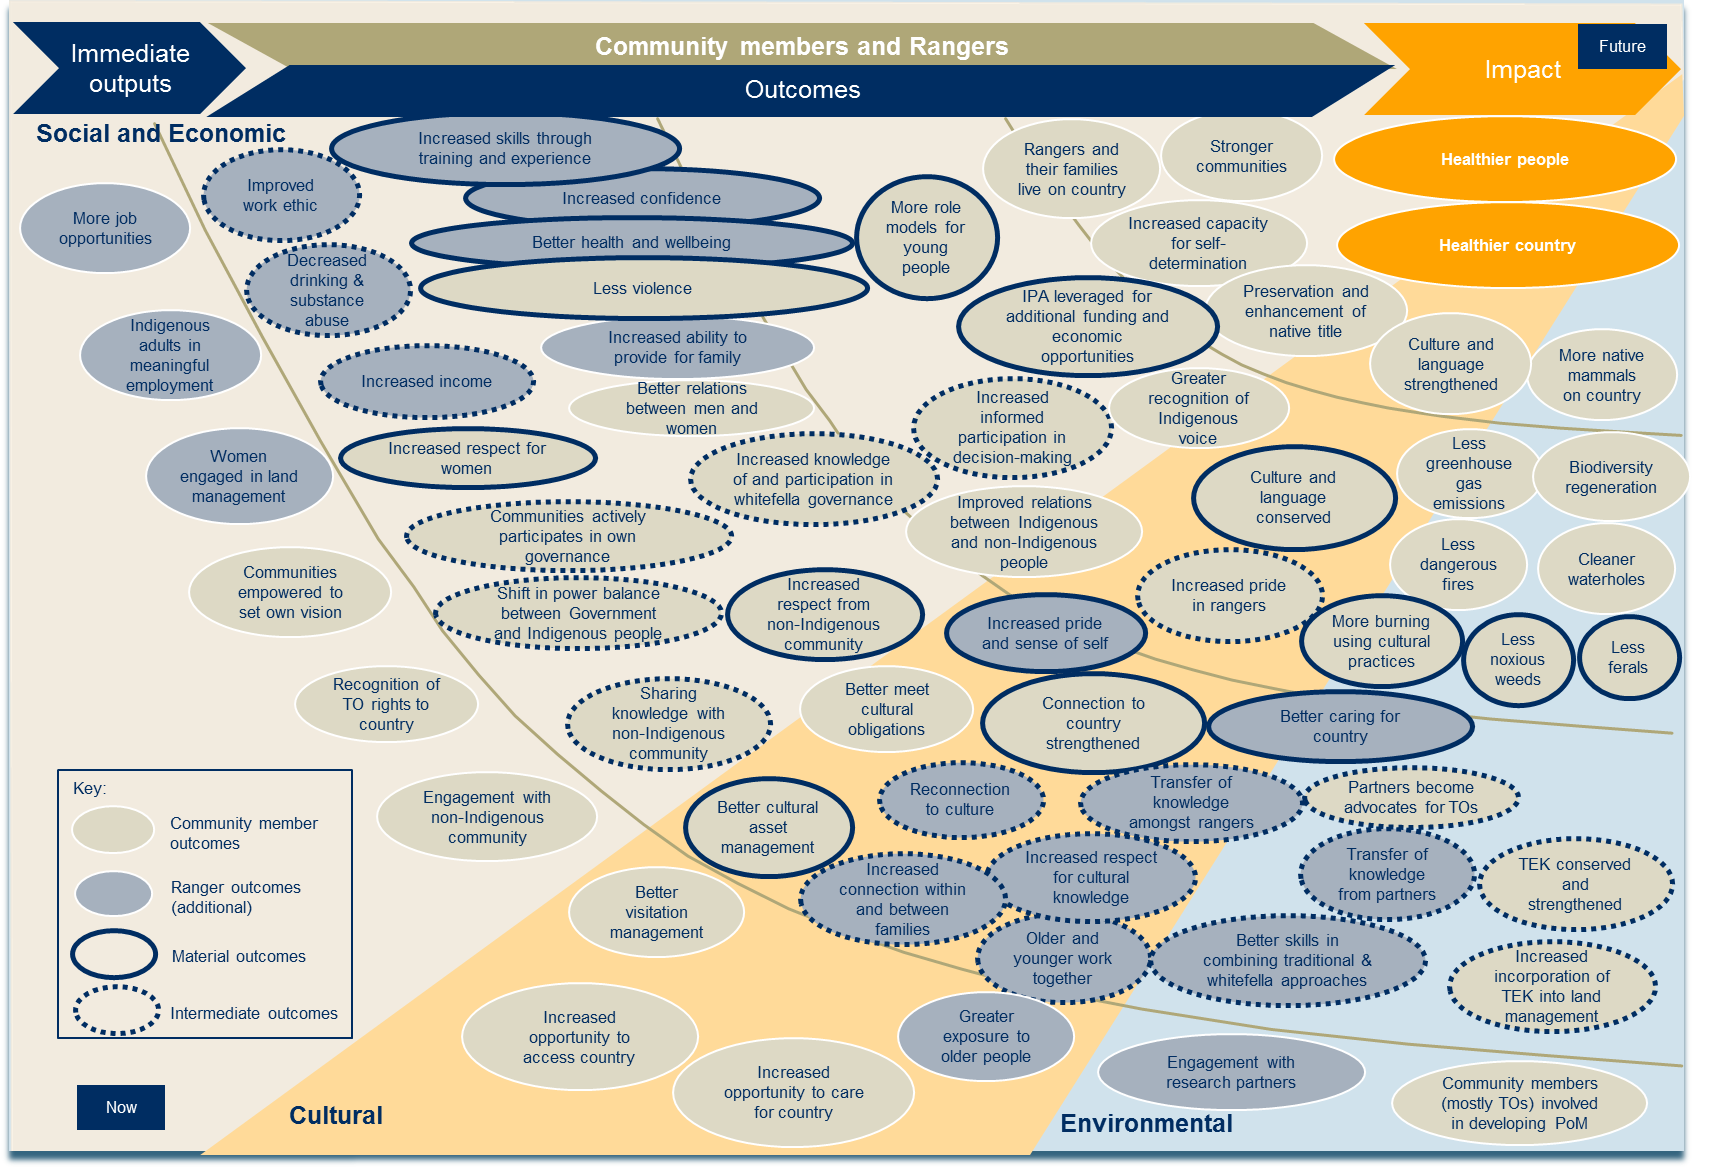 Immediate
outputs
Community members and Rangers
Outcomes
Impact
Future
Social and Economic
Increased skills through
training and experience
Improved
work ethic
More job
opportunities
Increased confidence
Better health and wellbeing
Decreased
drinking &
substance
abuse
Less violence
More role
models for
young
people
Rangers and
their families
live on country
Stronger
communities
Healthier people
Increased capacity
for self-
determination
Healthier country
Indigenous
adults in
meaningful
employment
Increased ability to
provide for family
IPA leveraged for
additional funding and
economic
opportunities
Preservation and
enhancement of
native title
Culture and
language
strengthened
More native
mammals
on country
Increased income
Better relations
between men and
women
Increased
informed
participation in
decision-making
Greater
recognition of
Indigenous
voice
Women
engaged in land
management
Increased respect for
women
Increased knowledge
of and participation in
whitefella governance
Culture and
language
conserved
Less
greenhouse
gas
emissions
Biodiversity
regeneration
Communities actively
participates in own
governance
Improved relations
between Indigenous
and non-Indigenous
people
Less
dangerous
fires
Cleaner
waterholes
Communities
empowered to
set own vision
Shift in power balance
between Government
and Indigenous people
Increased
respect from
non-Indigenous
community
Increased pride
and sense of self
Increased pride
in rangers
More burning
using cultural
practices
Less
noxious
weeds
Less
ferals
Recognition of
TO rights to
country
Sharing
knowledge with
non-Indigenous
community
Better meet
cultural
obligations
Connection to
country
strengthened
Better caring for
country
Key:
Community member
outcomes
Ranger outcomes
(additional)
Material outcomes
Intermediate outcomes
Engagement with
non-Indigenous
community
Better cultural
asset
management
Reconnection
to culture
Transfer of
knowledge
amongst rangers
Partners become
advocates for TOs
Better
visitation
management
Increased
connection within
and between
families
Increased respect
for cultural
knowledge
Transfer of
knowledge
from partners
TEK conserved
and
strengthened
Older and
younger work
together
Better skills in
combining traditional &
whitefella approaches
Increased
incorporation of
TEK into land
management
Increased
opportunity to
access country
Greater
exposure to
older people
Increased
opportunity to care
for country
Engagement with
research partners
Community members
(mostly TOs) involved
in developing PoM
Now
Cultural
Environmental